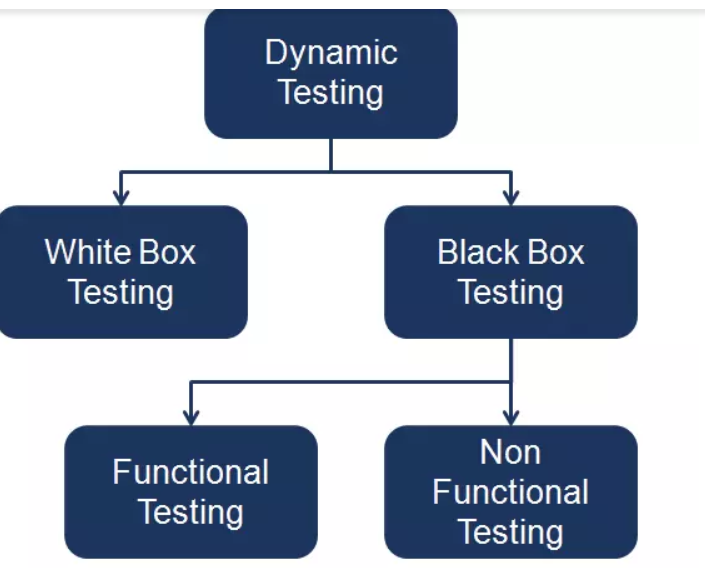 Dynamic
Testing
White Box
Testing
Black Box
Testing
Functional
Testing
Non
Functional
Testing